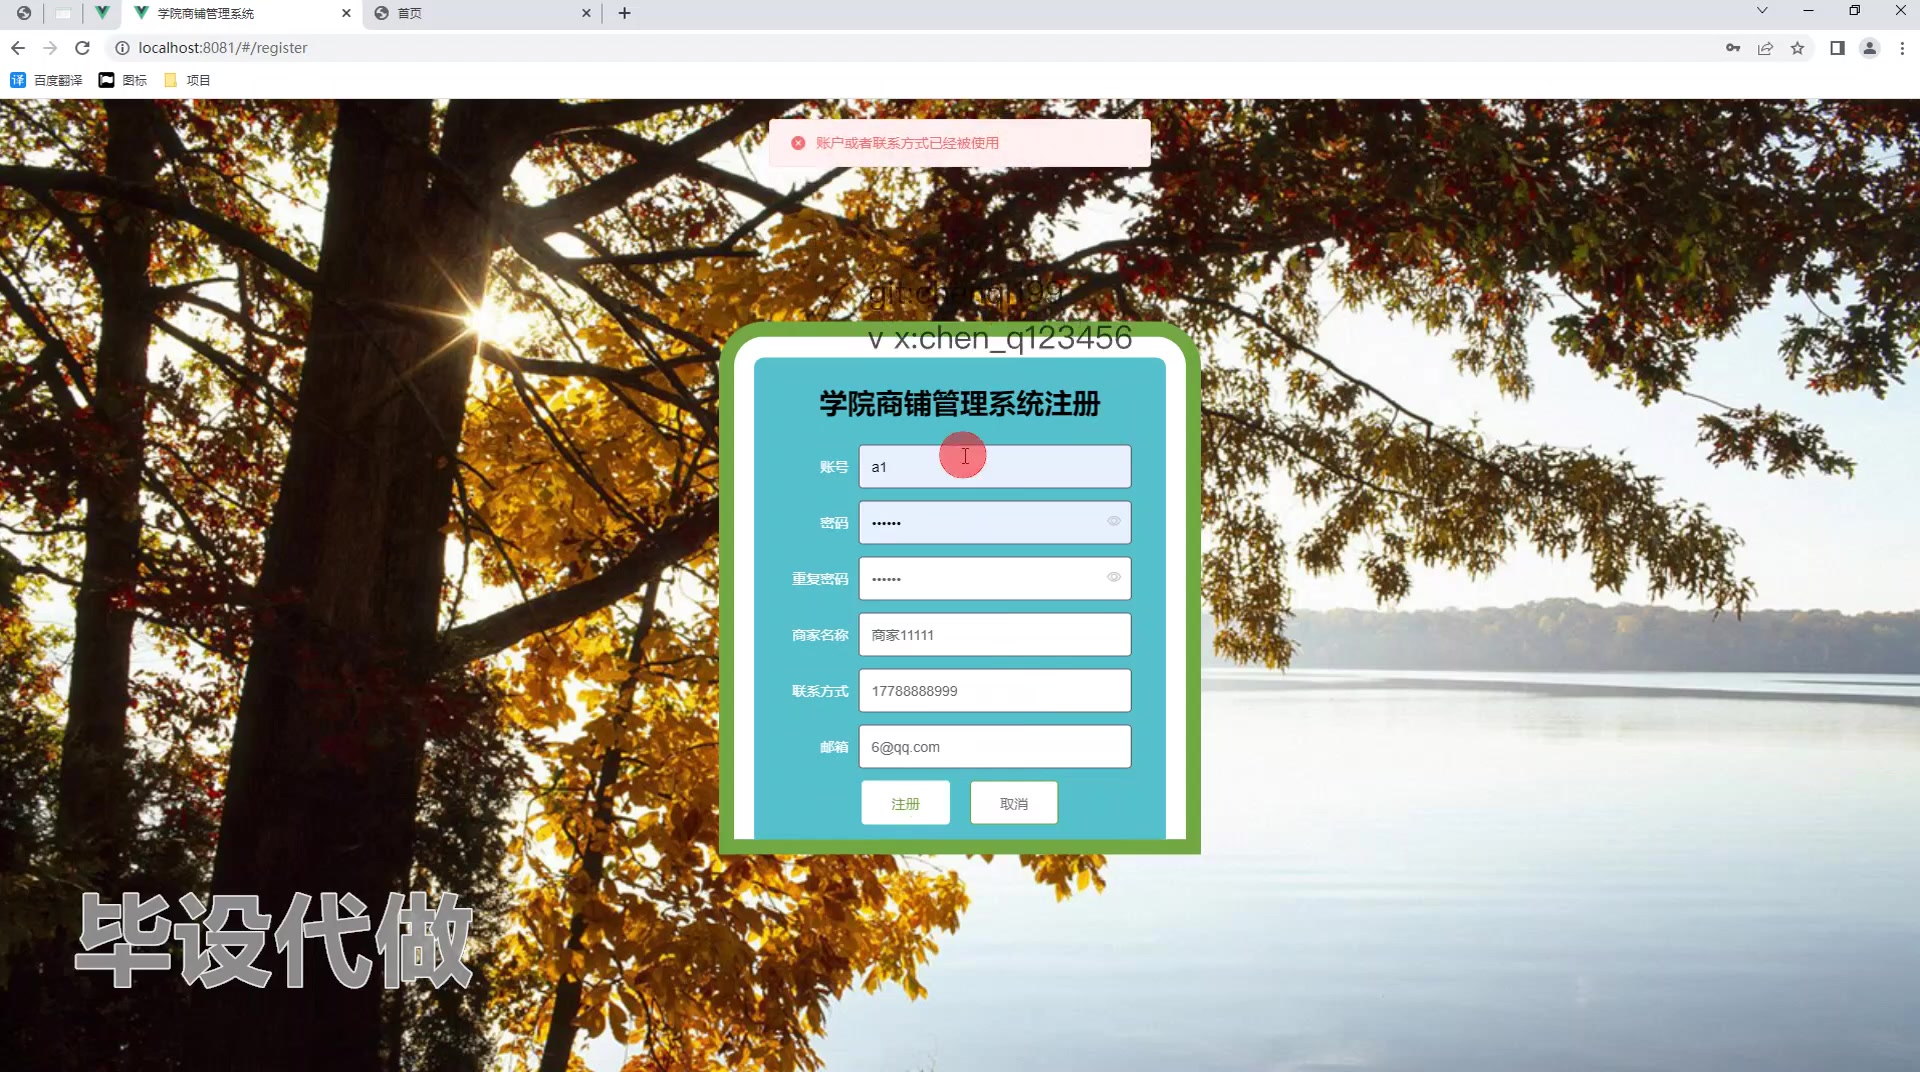 学院商铺管理系统
首页
localhost:8081/#/register
百度翻译
图标
项目
账户或者联系方式已经被使用
git:chenqi199
v x:chen_q123456
学院商铺管理系统注册
账号 a1
密码 ••••••
重复密码 ••••••
商家名称 商家11111
联系方式 17788888999
邮箱 6@qq.com
注册 取消
毕设代做